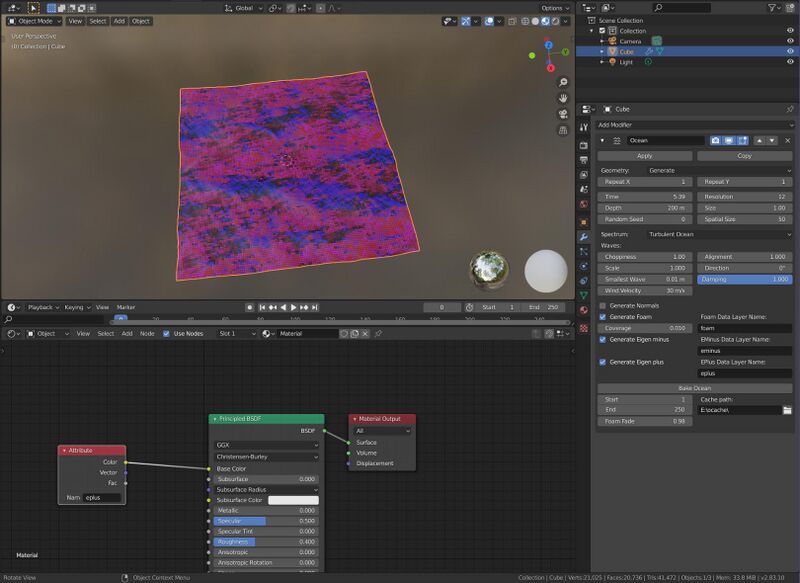 Global
Options
Object Mode
View
Select
Add
Object
User Perspective
(0) Collection | Cube
Z
Y
X
Scene Collection
Collection
Camera
Cube
Light
Cube
Add Modifier
Ocean
Apply
Copy
Geometry:
Generate
Repeat X 1
Repeat Y 1
Time 5.39
Resolution 12
Depth 200 m
Size 1.00
Random Seed 0
Spatial Size 50
Spectrum:
Turbulent Ocean
Waves:
Choppiness 1.00
Alignment 1.000
Scale 1.000
Direction 0°
Smallest Wave 0.01 m
Damping 1.000
Wind Velocity 30 m/s
Generate Normals
Generate Foam
Foam Data Layer Name:
Coverage 0.000
foam
Generate Eigen minus
EMinus Data Layer Name:
eminus
Generate Eigen plus
EPlus Data Layer Name:
eplus
Bake Ocean
Start 1
Cache path:
End 250
E:\ocache\
Foam Fade 0.98
Playback
Keying
View
Marker
0
Start 1
End 250
0
20
Object
View
Select
Add
Node
Use Nodes
Slot 1
Material
Attribute
Color
Vector
Fac
Nam eplus
Principled BSDF
BSDF
GGX
Christensen-Burley
Base Color
Subsurface 0.000
Subsurface Radius
Subsurface Color
Metallic 0.000
Specular 0.500
Specular Tint 0.000
Roughness 0.400
Anisotropic 0.000
Anisotropic Rotation 0.000
Material Output
All
Surface
Volume
Displacement
Material
Rotate View
Object Context Menu
Collection | Cube | Verts:21,025 | Faces:20,736 | Tris:41,472 | Objects:1/3 | Mem: 33.8 MiB | v2.83.10